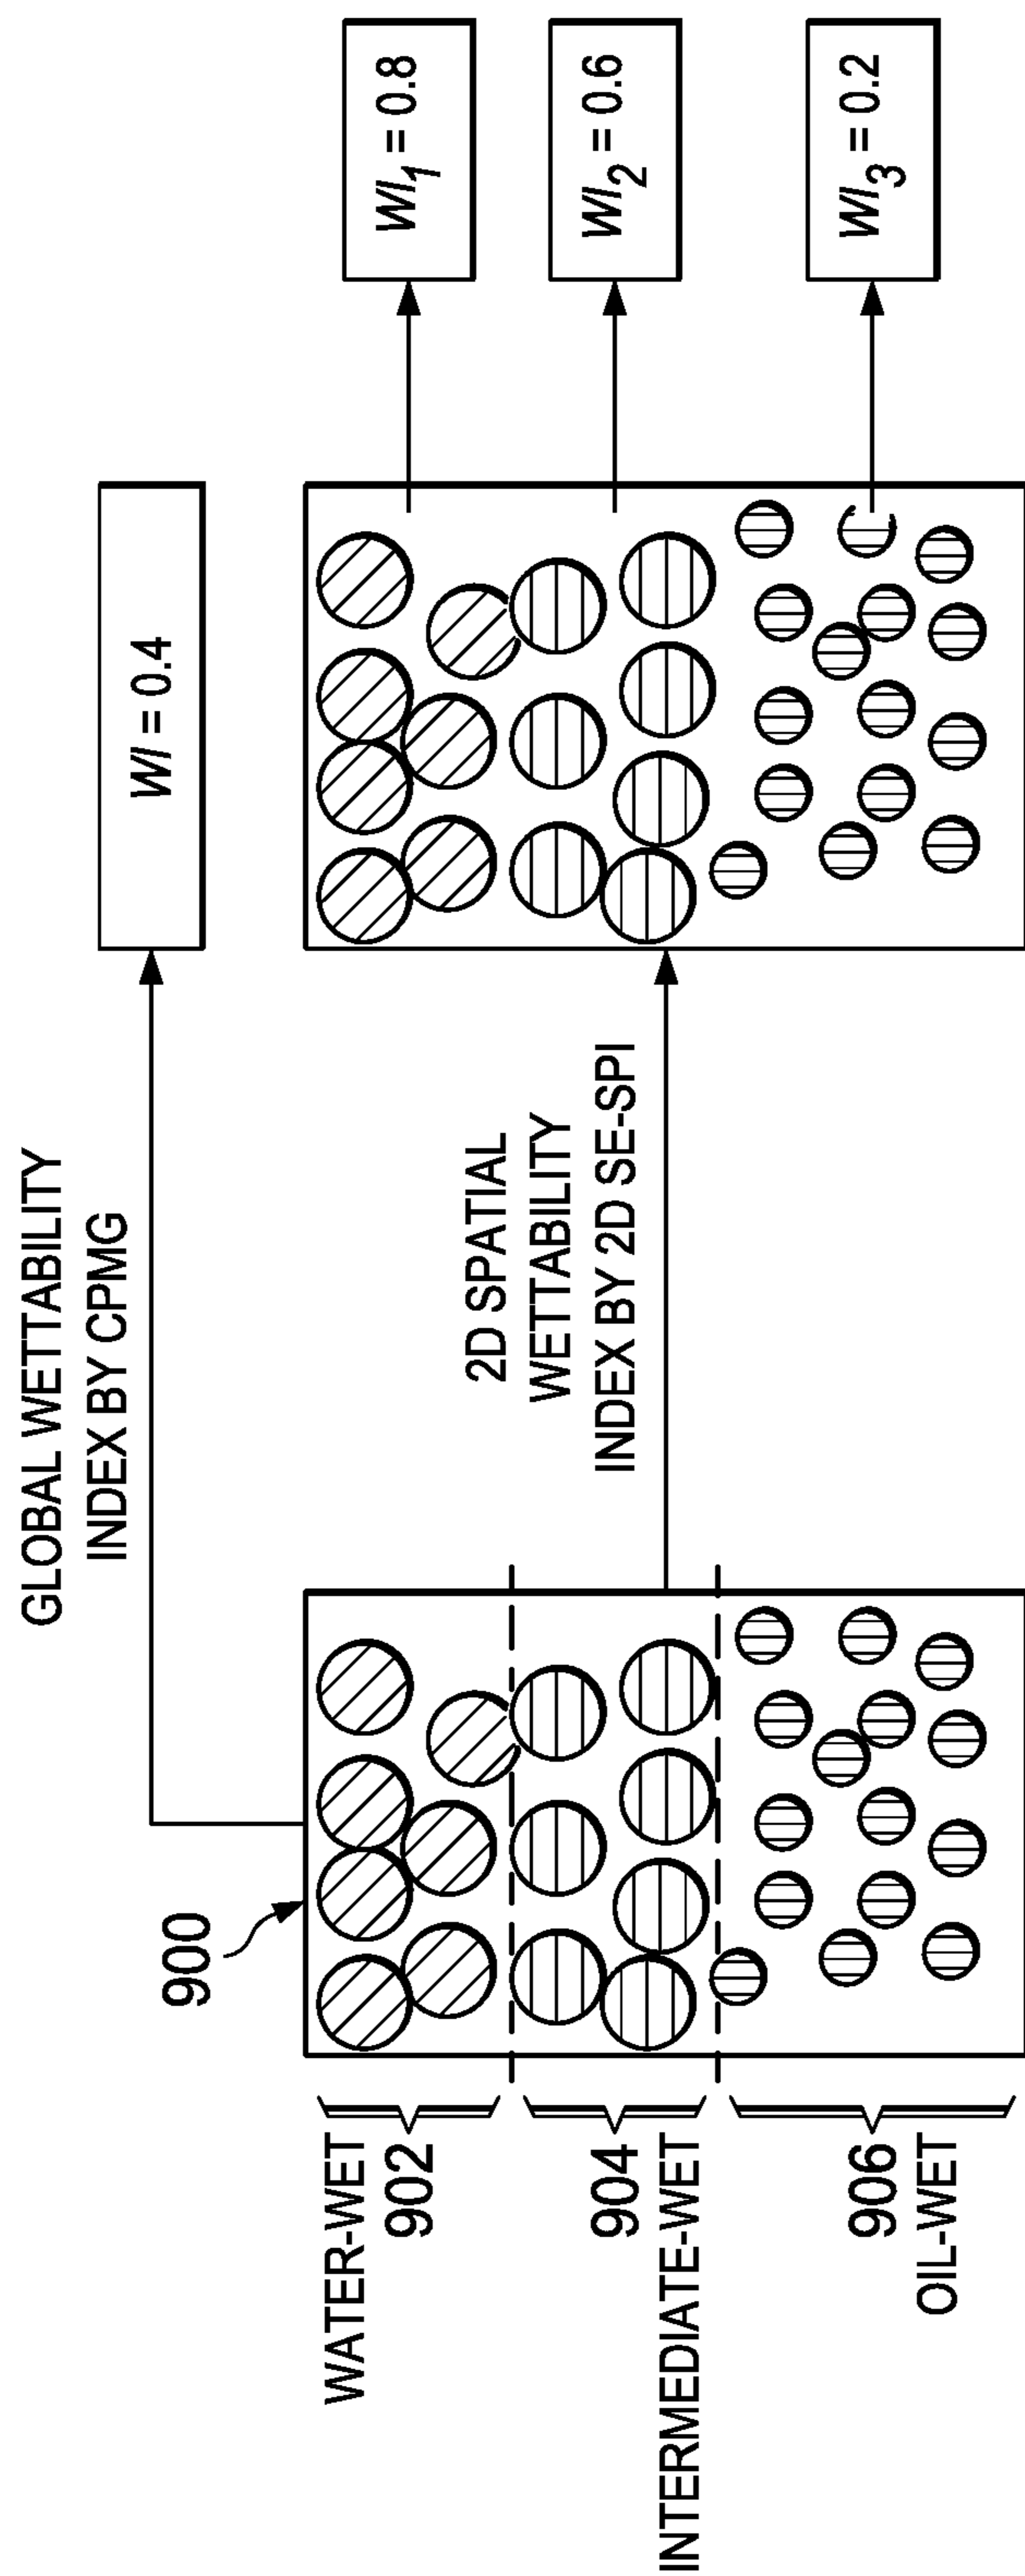 GLOBAL WETTABILITY
INDEX BY CPMG
WI = 0.4
900
WATER-WET
902
904
INTERMEDIATE-WET
906
OIL-WET
2D SPATIAL
WETTABILITY
INDEX BY 2D SE-SPI
WI1 = 0.8
WI2 = 0.6
WI3 = 0.2